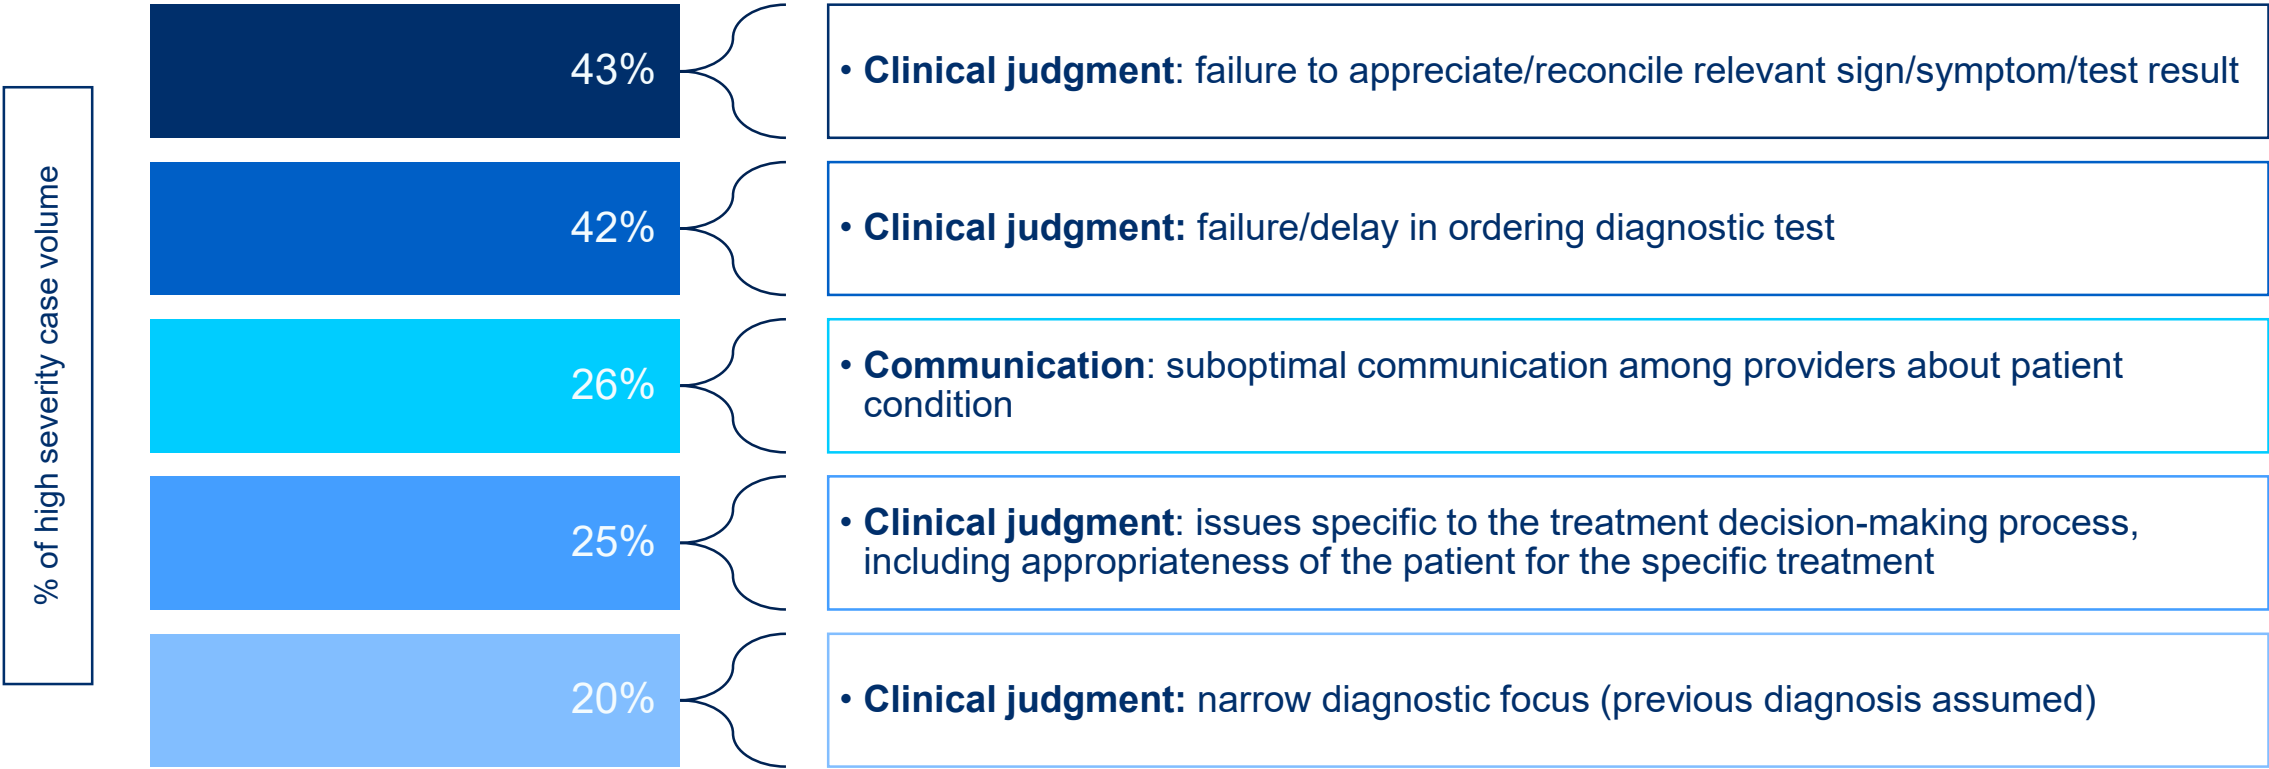 % of high severity case volume
43%
• Clinical judgment: failure to appreciate/reconcile relevant sign/symptom/test result
42%
• Clinical judgment: failure/delay in ordering diagnostic test
26%
• Communication: suboptimal communication among providers about patient
condition
25%
• Clinical judgment: issues specific to the treatment decision-making process,
including appropriateness of the patient for the specific treatment
20%
• Clinical judgment: narrow diagnostic focus (previous diagnosis assumed)